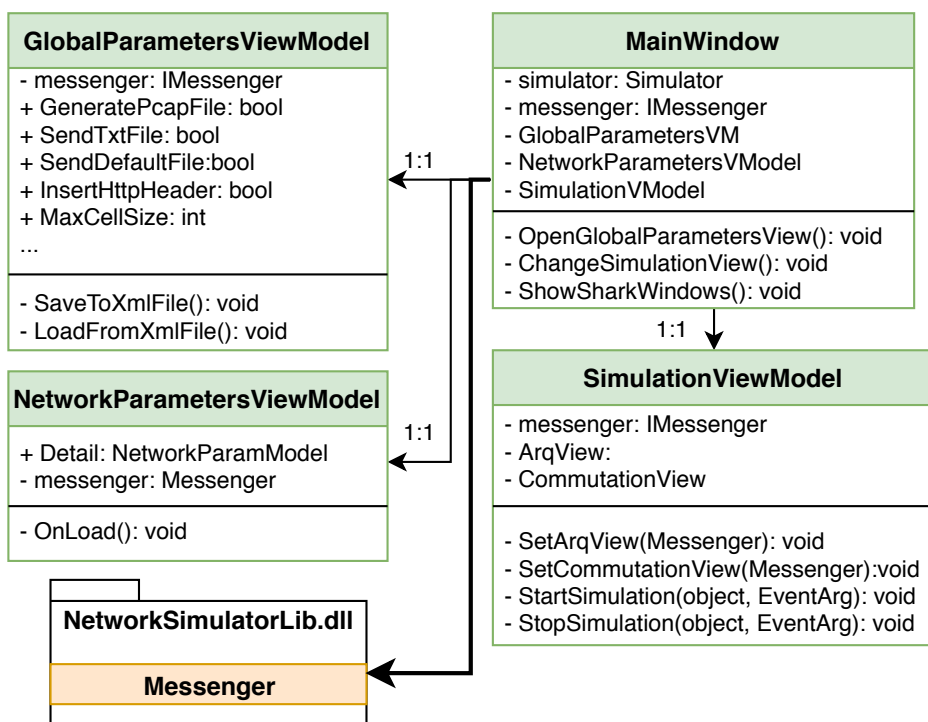 GlobalParametersViewModel
- messenger: IMessenger
+ GeneratePcapFile: bool
+ SendTxtFile: bool
+ SendDefaultFile:bool
+ InsertHttpHeader: bool
+ MaxCellSize: int
...
- SaveToXmlFile(): void
- LoadFromXmlFile(): void
1:1
MainWindow
- simulator: Simulator
- messenger: IMessenger
- GlobalParametersVM
- NetworkParametersVModel
- SimulationVModel
- OpenGlobalParametersView(): void
- ChangeSimulationView(): void
- ShowSharkWindows(): void
1:1
NetworkParametersViewModel
+ Detail: NetworkParamModel
- messenger: Messenger
- OnLoad(): void
1:1
SimulationViewModel
- messenger: IMessenger
- ArqView:
- CommutationView
- SetArqView(Messenger): void
- SetCommutationView(Messenger):void
- StartSimulation(object, EventArg): void
- StopSimulation(object, EventArg): void
NetworkSimulatorLib.dll
Messenger